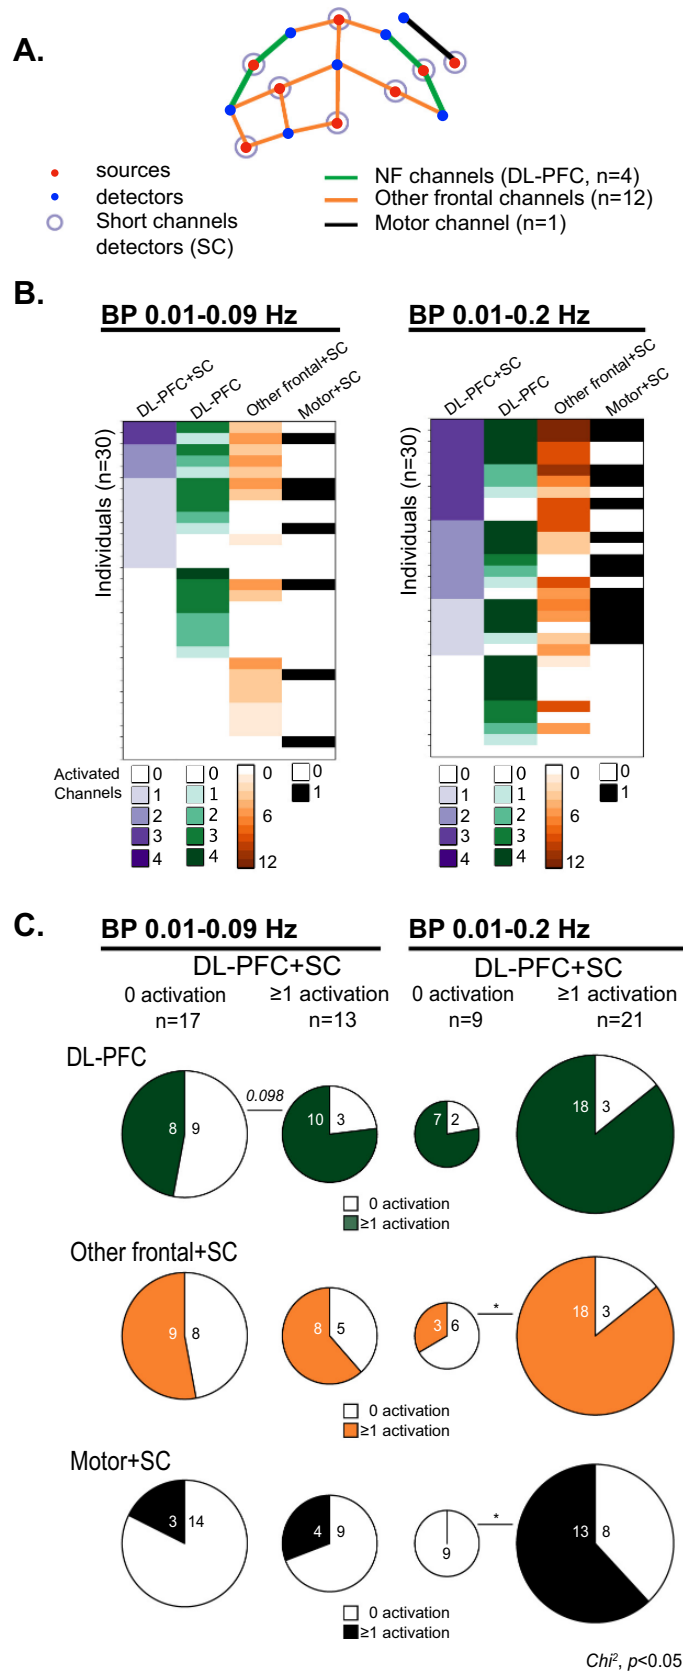 A.
sources
detectors
Short channels
detectors (SC)
NF channels (DL-PFC, n=4)
Other frontal channels (n=12)
Motor channel (n=1)
B.
BP 0.01-0.09 Hz
BP 0.01-0.2 Hz
DL-PFC+SC
DL-PFC
Other frontal+SC
Motor+SC
DL-PFC+SC
DL-PFC
Other frontal+SC
Motor+SC
Individuals (n=30)
Individuals (n=30)
Activated
Channels
0
1
2
3
4
0
1
2
3
4
0
6
12
0
1
0
1
2
3
4
0
1
2
3
4
0
6
12
0
1
C.
BP 0.01-0.09 Hz
BP 0.01-0.2 Hz
DL-PFC+SC
DL-PFC+SC
0 activation
n=17
≥1 activation
n=13
0 activation
n=9
≥1 activation
n=21
DL-PFC
8 9
0.098
10 3
7 2
18 3
0 activation
≥1 activation
Other frontal+SC
9 8
8 5
3 6
*
18 3
0 activation
≥1 activation
Motor+SC
3 14
4 9
9
*
13 8
0 activation
≥1 activation
Chi², p<0.05